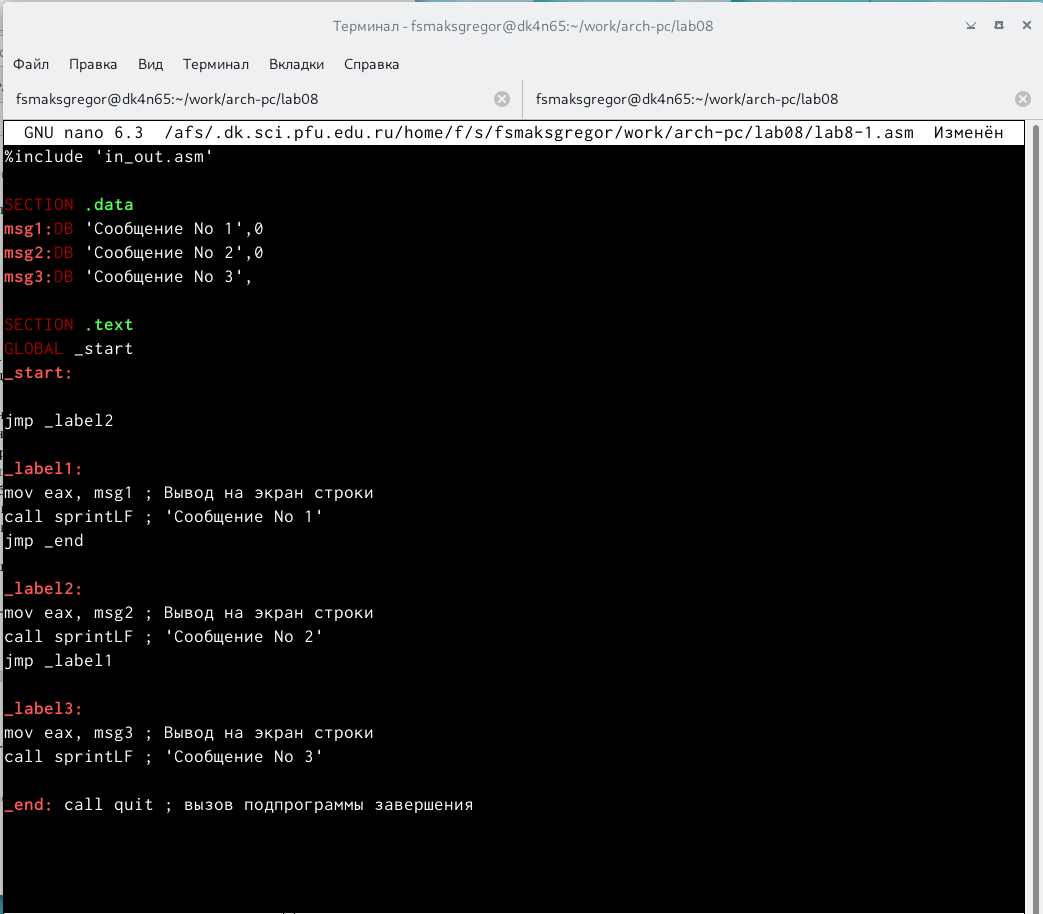 Терминал - fsmaksgregor@dk4n65:~/work/arch-pc/lab08
Файл Правка Вид Терминал Вкладки Справка
fsmaksgregor@dk4n65:~/work/arch-pc/lab08 fsmaksgregor@dk4n65:~/work/arch-pc/lab08
GNU nano 6.3 /afs/.dk.sci.pfu.edu.ru/home/f/s/fsmaksgregor/work/arch-pc/lab08/lab8-1.asm Изменён
%include 'in_out.asm'
SECTION .data
msg1:DB 'Сообщение No 1',0
msg2:DB 'Сообщение No 2',0
msg3:DB 'Сообщение No 3',
SECTION .text
GLOBAL _start
_start:
jmp _label2
_label1:
mov eax, msg1 ; Вывод на экран строки
call sprintLF ; 'Сообщение No 1'
jmp _end
_label2:
mov eax, msg2 ; Вывод на экран строки
call sprintLF ; 'Сообщение No 2'
jmp _label1
_label3:
mov eax, msg3 ; Вывод на экран строки
call sprintLF ; 'Сообщение No 3'
_end: call quit ; вызов подпрограммы завершения